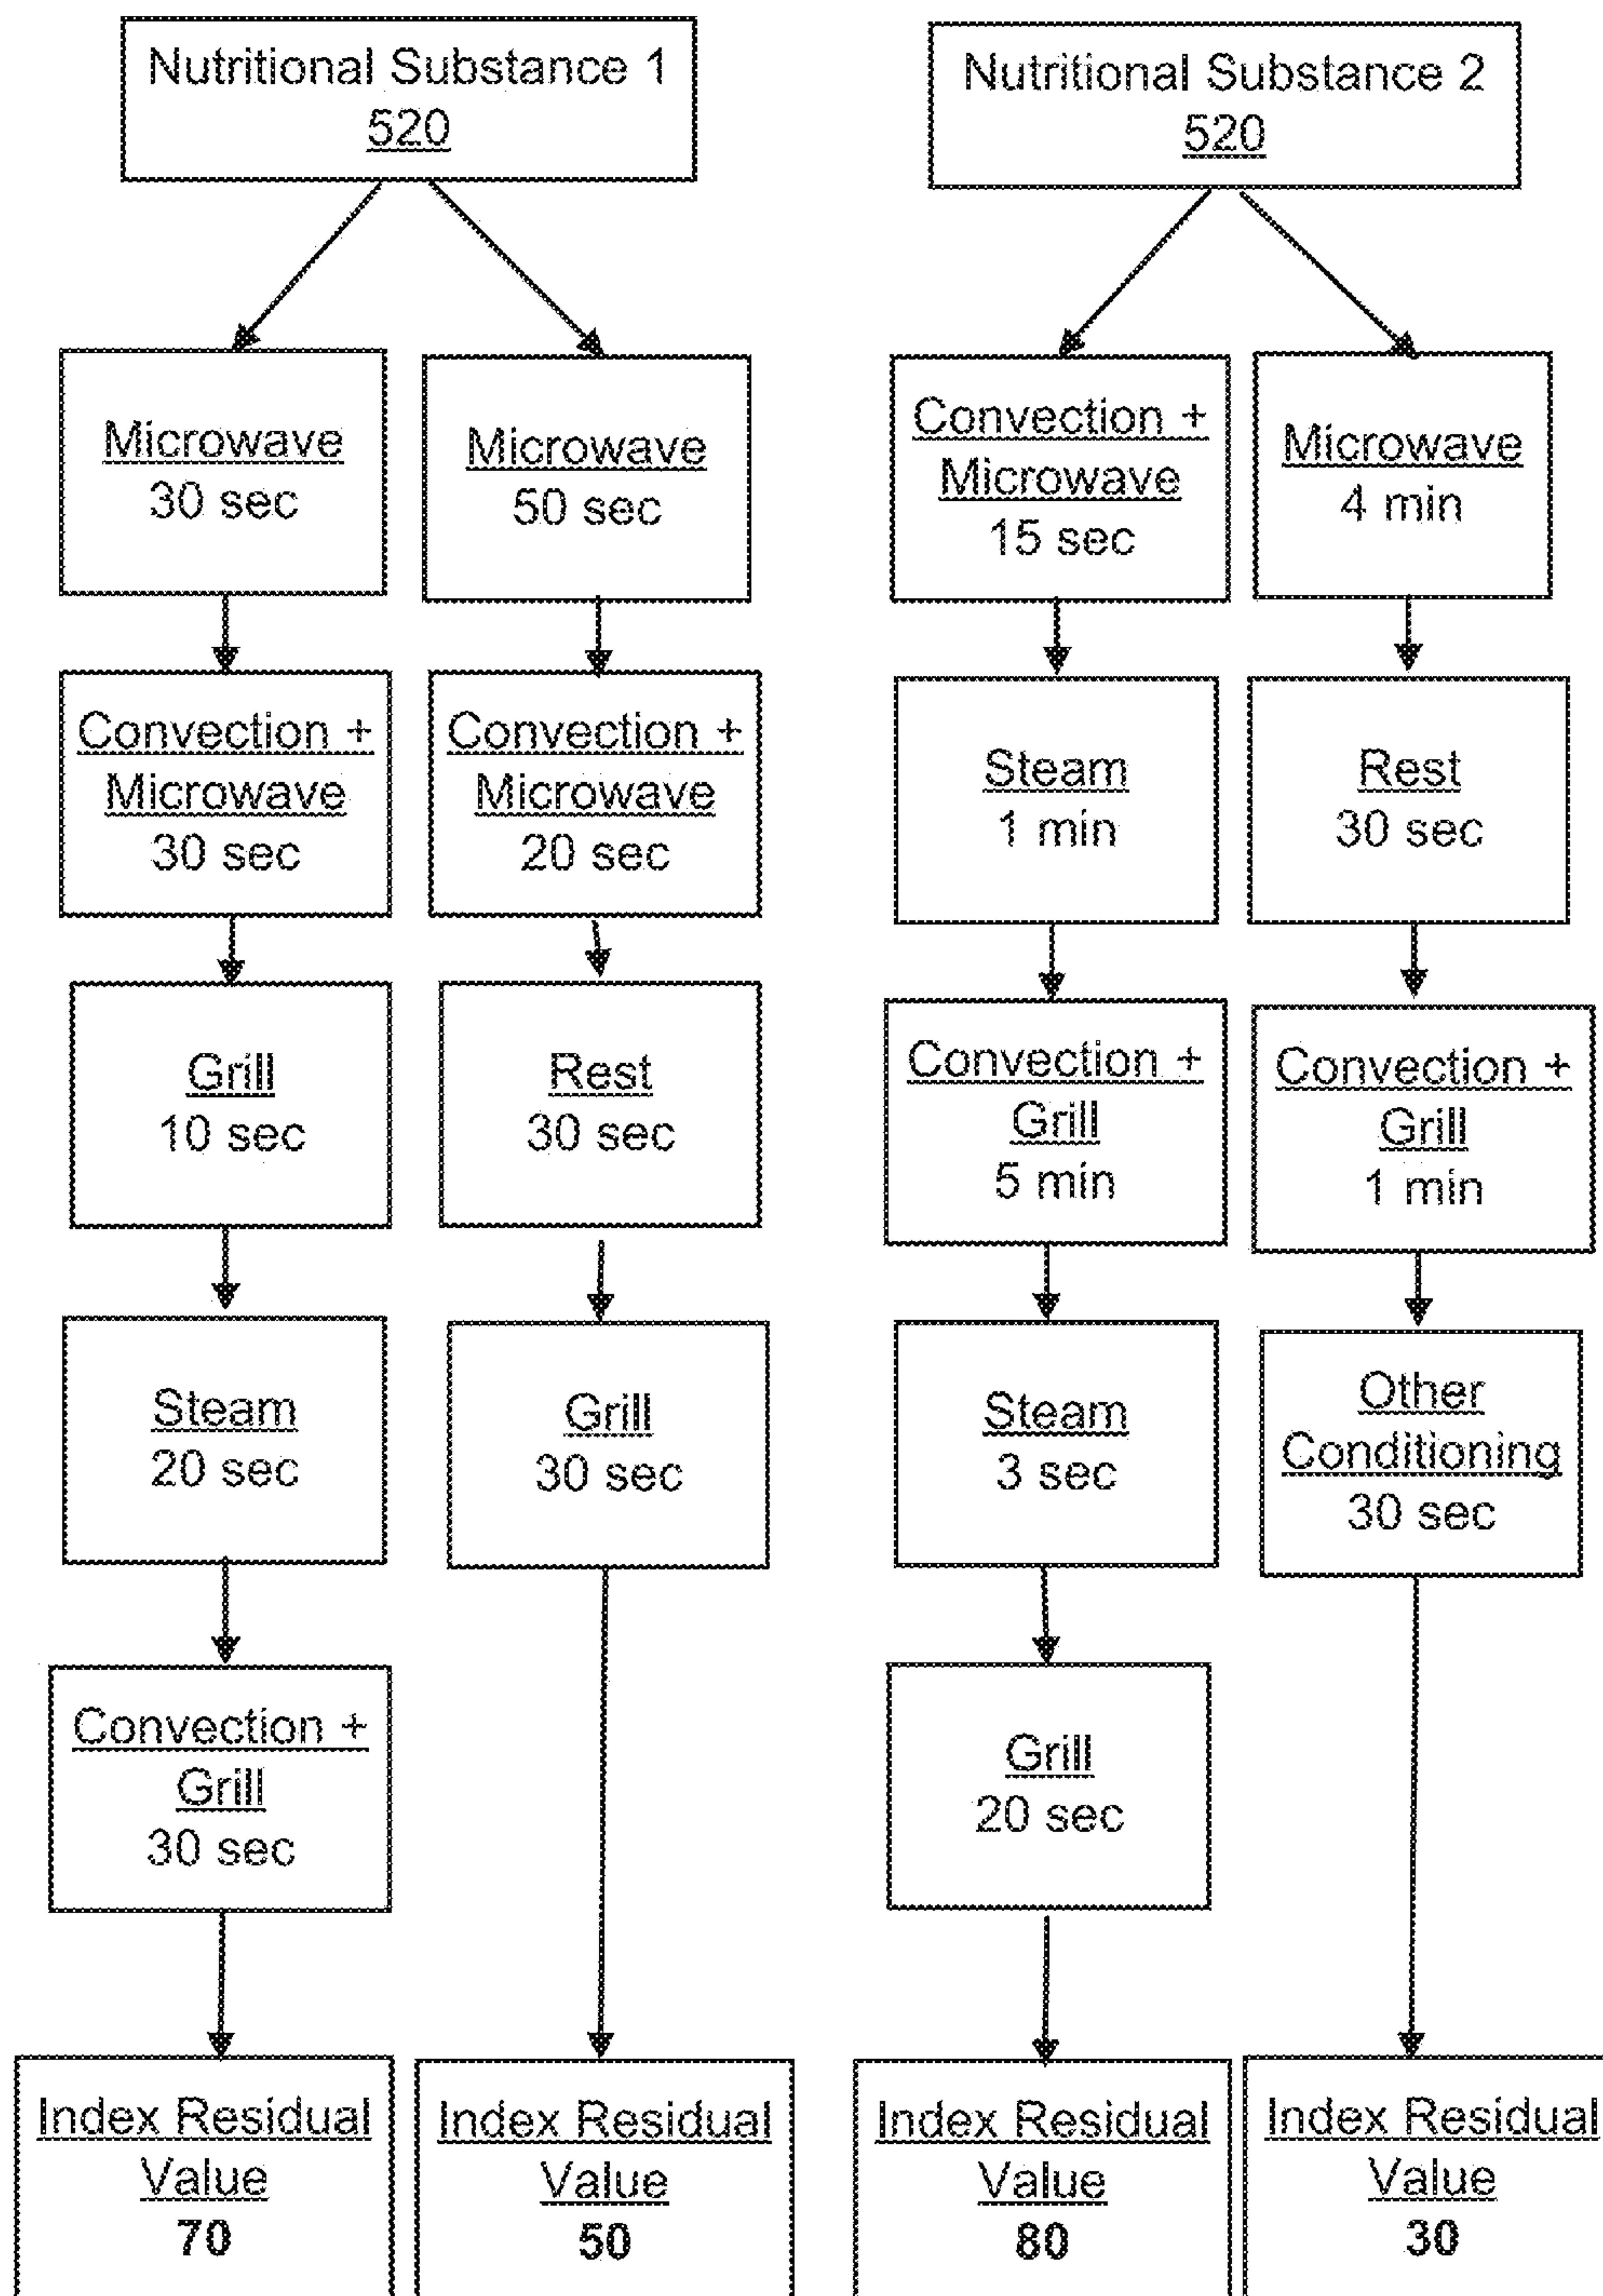 Nutritional Substance 1
520
Nutritional Substance 2
520
Microwave
30 sec
Microwave
50 sec
Convection +
Microwave
15 sec
Microwave
4 min
Convection +
Microwave
30 sec
Convection +
Microwave
20 sec
Steam
1 min
Rest
30 sec
Grill
10 sec
Rest
30 sec
Convection +
Grill
5 min
Convection +
Grill
1 min
Steam
20 sec
Grill
30 sec
Steam
3 sec
Other
Conditioning
30 sec
Convection +
Grill
30 sec
Grill
20 sec
Index Residual
Value
70
Index Residual
Value
50
Index Residual
Value
80
Index Residual
Value
30